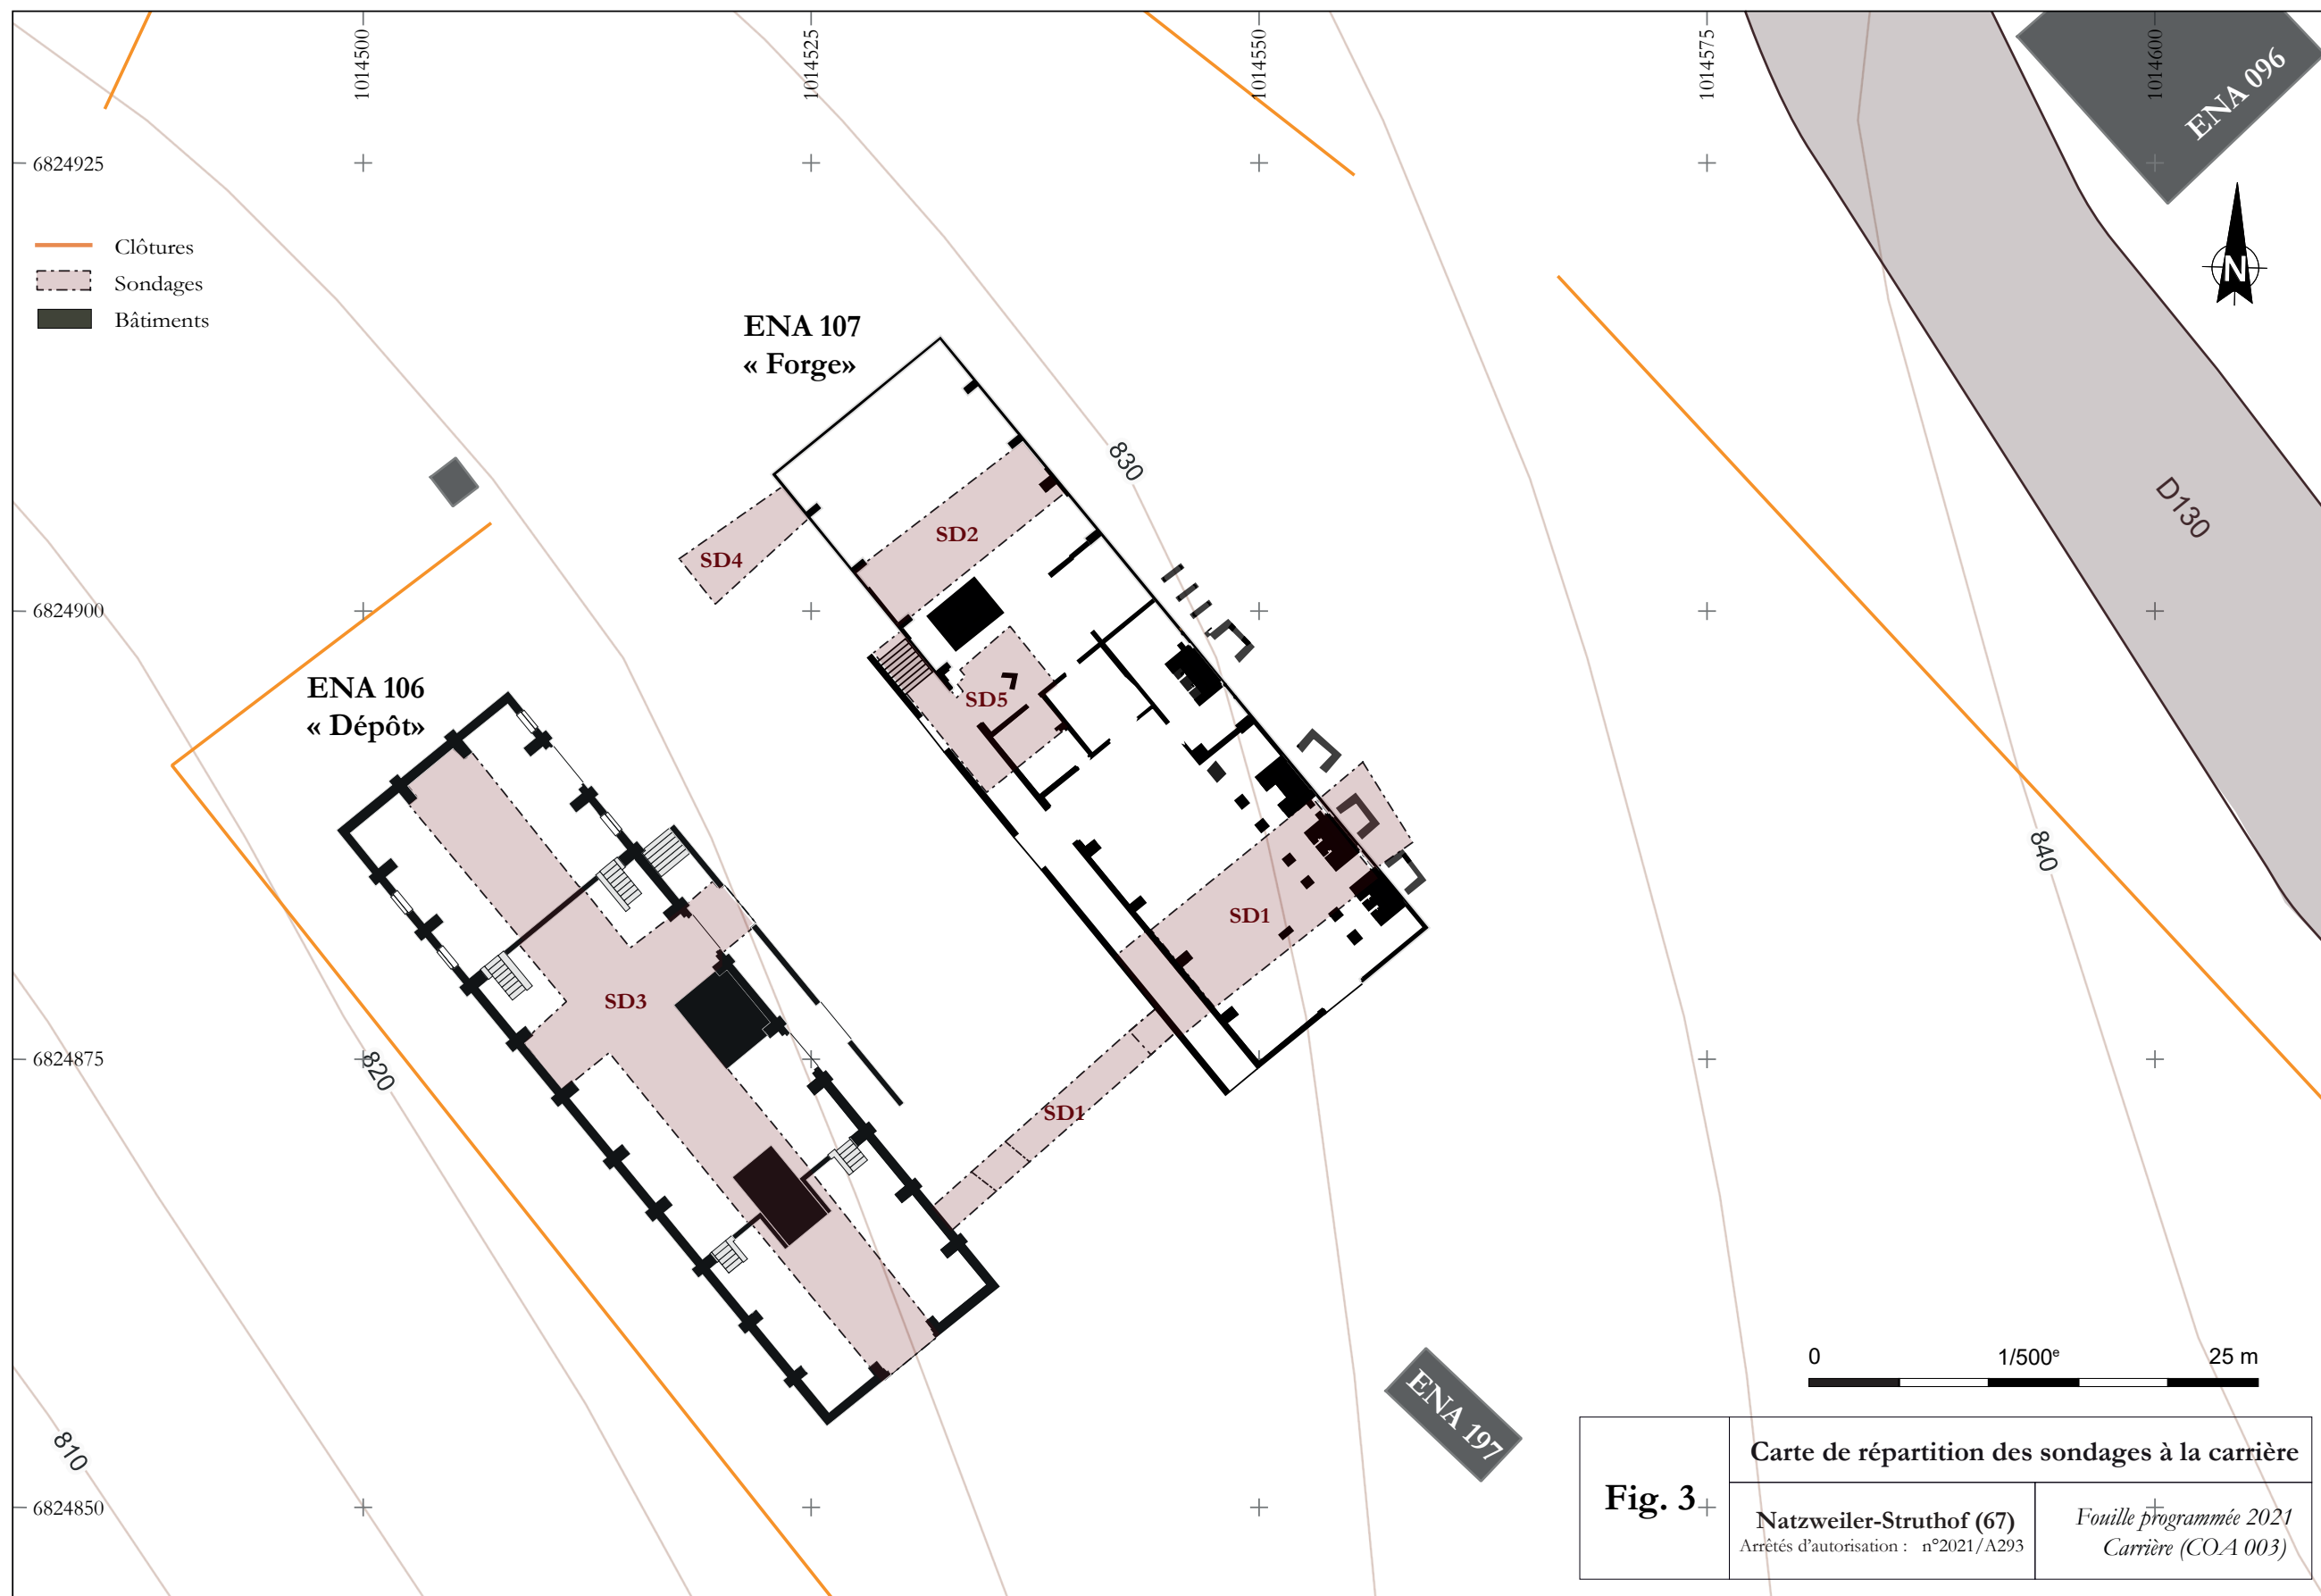 1014500
1014525
1014550
1014575
1014600
ENA 096
6824925
Clôtures
Sondages
Bâtiments
N
ENA 107
« Forge»
830
D130
SD2
SD4
6824900
ENA 106
« Dépôt»
SD5
840
SD1
SD3
6824875
820
SD1
0
1/500e
25 m
ENA 197
810
6824850
Fig. 3
Carte de répartition des sondages à la carrière
Natzweiler-Struthof (67)
Arrêtés d'autorisation : n°2021/A293
Fouille programmée 2021
Carrière (COA 003)